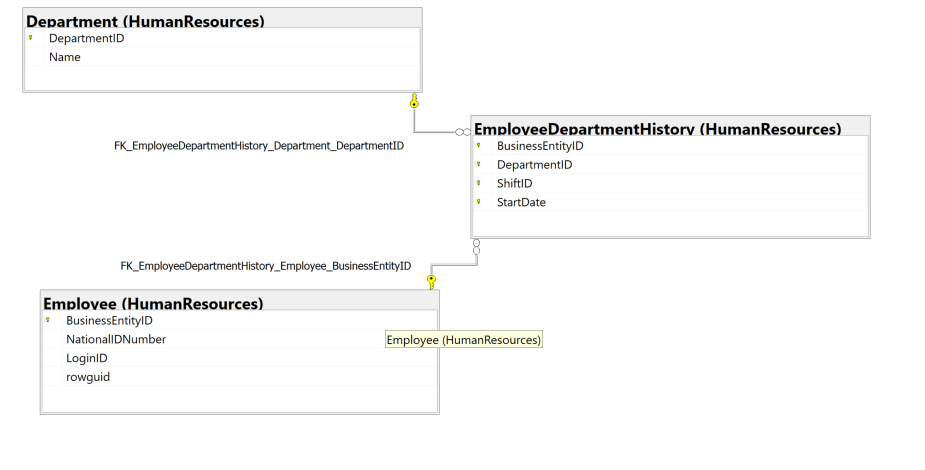 Department (HumanResources)
DepartmentID
Name
FK_EmployeeDepartmentHistory_Department_DepartmentID
EmployeeDepartmentHistory (HumanResources)
BusinessEntityID
DepartmentID
ShiftID
StartDate
FK_EmployeeDepartmentHistory_Employee_BusinessEntityID
Employee (HumanResources)
BusinessEntityID
NationalIDNumber
LoginID
rowguid
Employee (HumanResources)